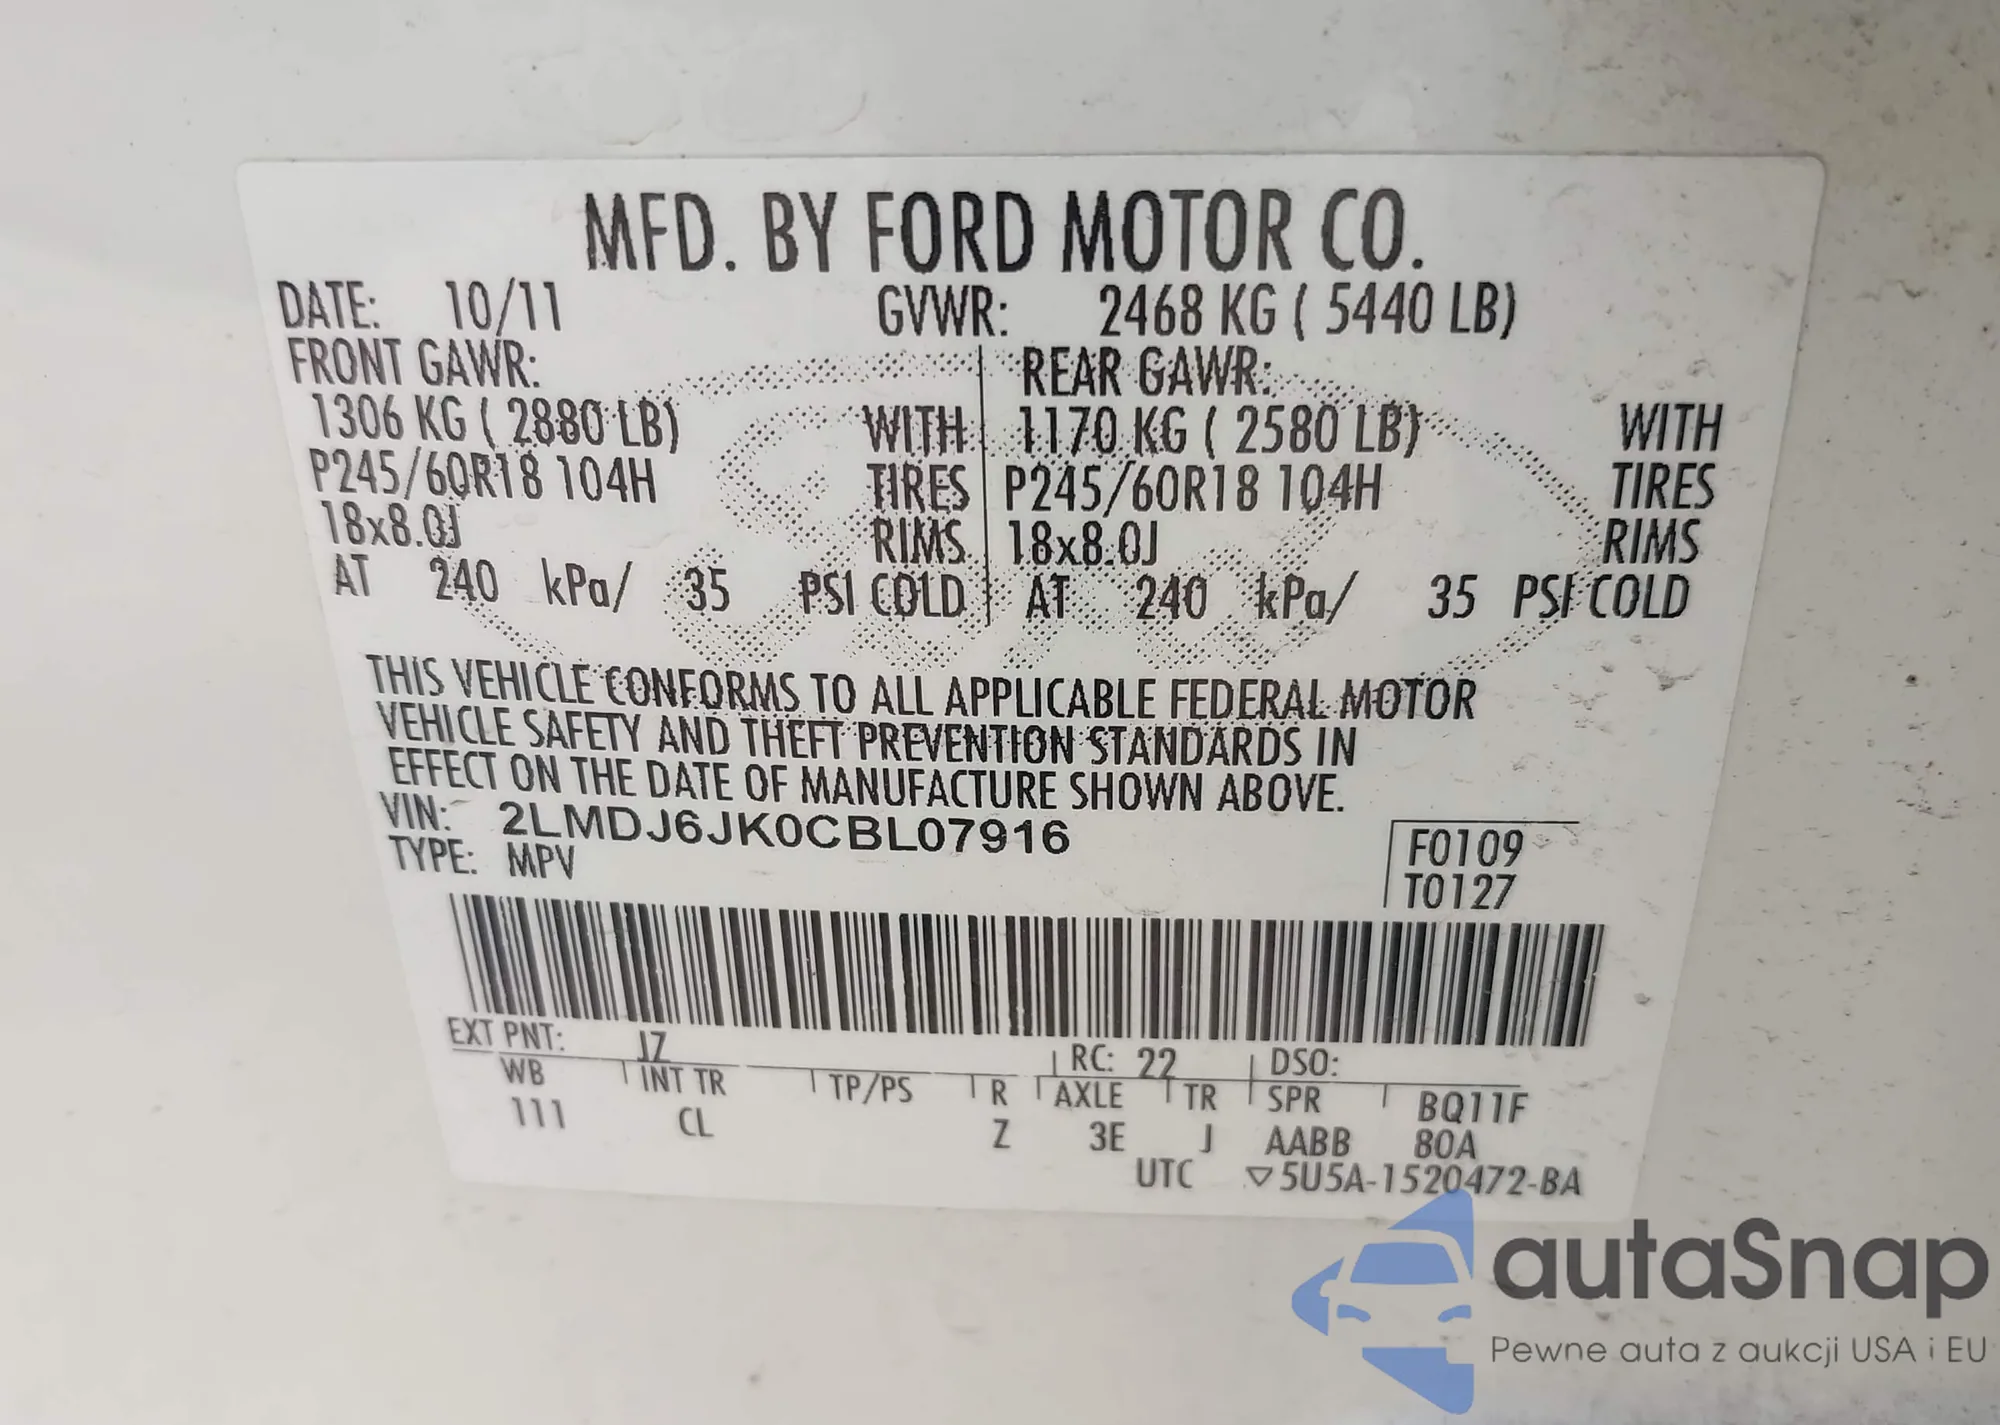 MFD. BY FORD MOTOR CO.
DATE: 10/11 GVWR: 2468 KG ( 5440 LB)
FRONT GAWR: REAR GAWR:
1306 KG ( 2880 LB) WITH 1170 KG ( 2580 LB) WITH
P245/60R18 104H TIRES P245/60R18 104H TIRES
18x8.0J RIMS 18x8.0J RIMS
AT 240 kPa/ 35 PSI COLD AT 240 kPa/ 35 PSI COLD
THIS VEHICLE CONFORMS TO ALL APPLICABLE FEDERAL MOTOR
VEHICLE SAFETY AND THEFT PREVENTION STANDARDS IN
EFFECT ON THE DATE OF MANUFACTURE SHOWN ABOVE.
VIN: 2LMDJ6JK0CBL07916
TYPE: MPV
F0109
T0127
EXT PNT: JZ RC: 22 DSO:
WB INT TR TP/PS R AXLE TR SPR BQ11F
111 CL Z 3E J AABB 80A
UTC ▽5U5A-1520472-BA
autaSnap
Pewne auta z aukcji USA i EU